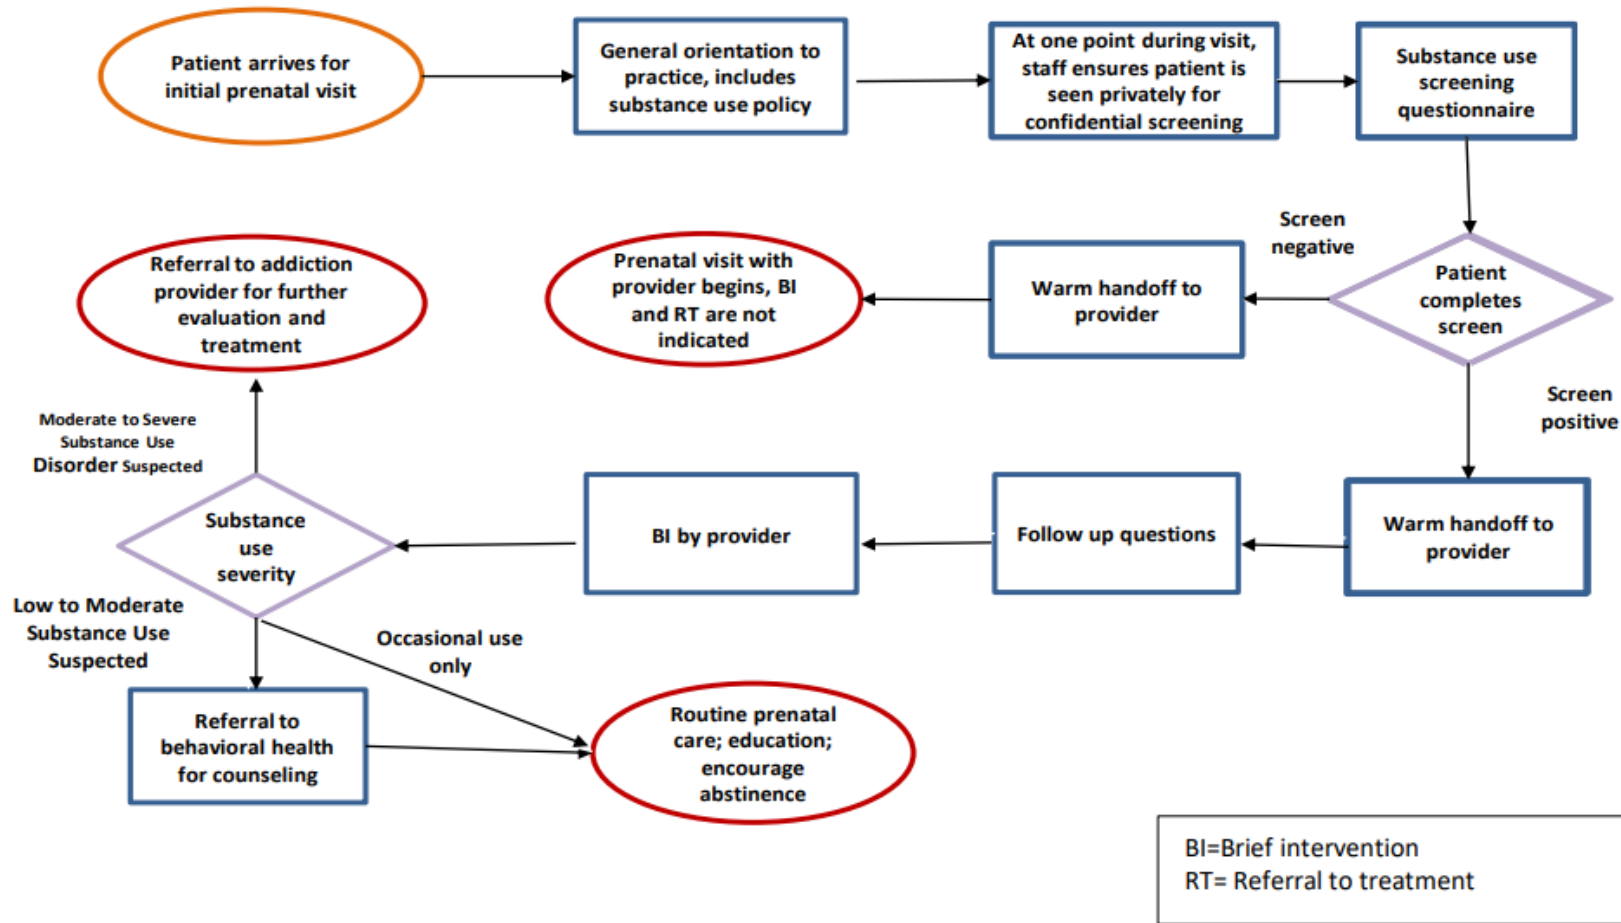 Patient arrives for
initial prenatal visit
General orientation to
practice, includes
substance use policy
At one point during visit,
staff ensures patient is
seen privately for
confidential screening
Substance use
screening
questionnaire
Screen
negative
Patient
completes
screen
Warm handoff to
provider
Prenatal visit with
provider begins, BI
and RT are not
indicated
Referral to addiction
provider for further
evaluation and
treatment
Screen
positive
Moderate to Severe
Substance Use
Disorder Suspected
Warm handoff to
provider
Follow up questions
BI by provider
Substance
use
severity
Low to Moderate
Substance Use
Suspected
Occasional use
only
Referral to
behavioral health
for counseling
Routine prenatal
care; education;
encourage
abstinence
BI=Brief intervention
RT= Referral to treatment